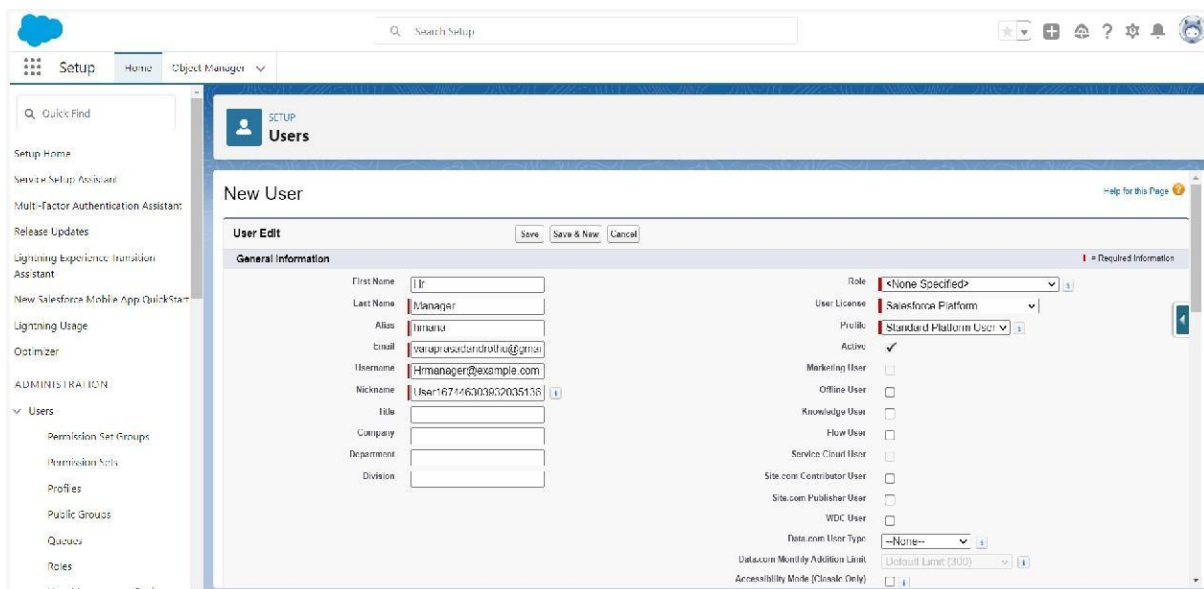 Search Setup
Setup
Home
Object Manager
Quick Find
Setup Home
Service Setup Assistant
Multi-Factor Authentication Assistant
Release Updates
Lightning Experience Transition
Assistant
New Salesforce Mobile App QuickStart
Lightning Usage
Optimizer
ADMINISTRATION
Users
Permission Set Groups
Permission Sets
Profiles
Public Groups
Queues
Roles
SETUP
Users
New User
Help for this Page
User Edit
Save
Save & New
Cancel
General Information
= Required Information
First Name Hr
Last Name Manager
Alias hmana
Email varaprasadandrothu@gmai
Username Hrmanager@example.com
Nickname User167446303932035136
Title
Company
Department
Division
Role <None Specified>
User License Salesforce Platform
Profile Standard Platform User
Active
Marketing User
Offline User
Knowledge User
Flow User
Service Cloud User
Site.com Contributor User
Site.com Publisher User
WDC User
Data.com User Type --None--
Data.com Monthly Addition Limit Default Limit (300)
Accessibility Mode (Classic Only)